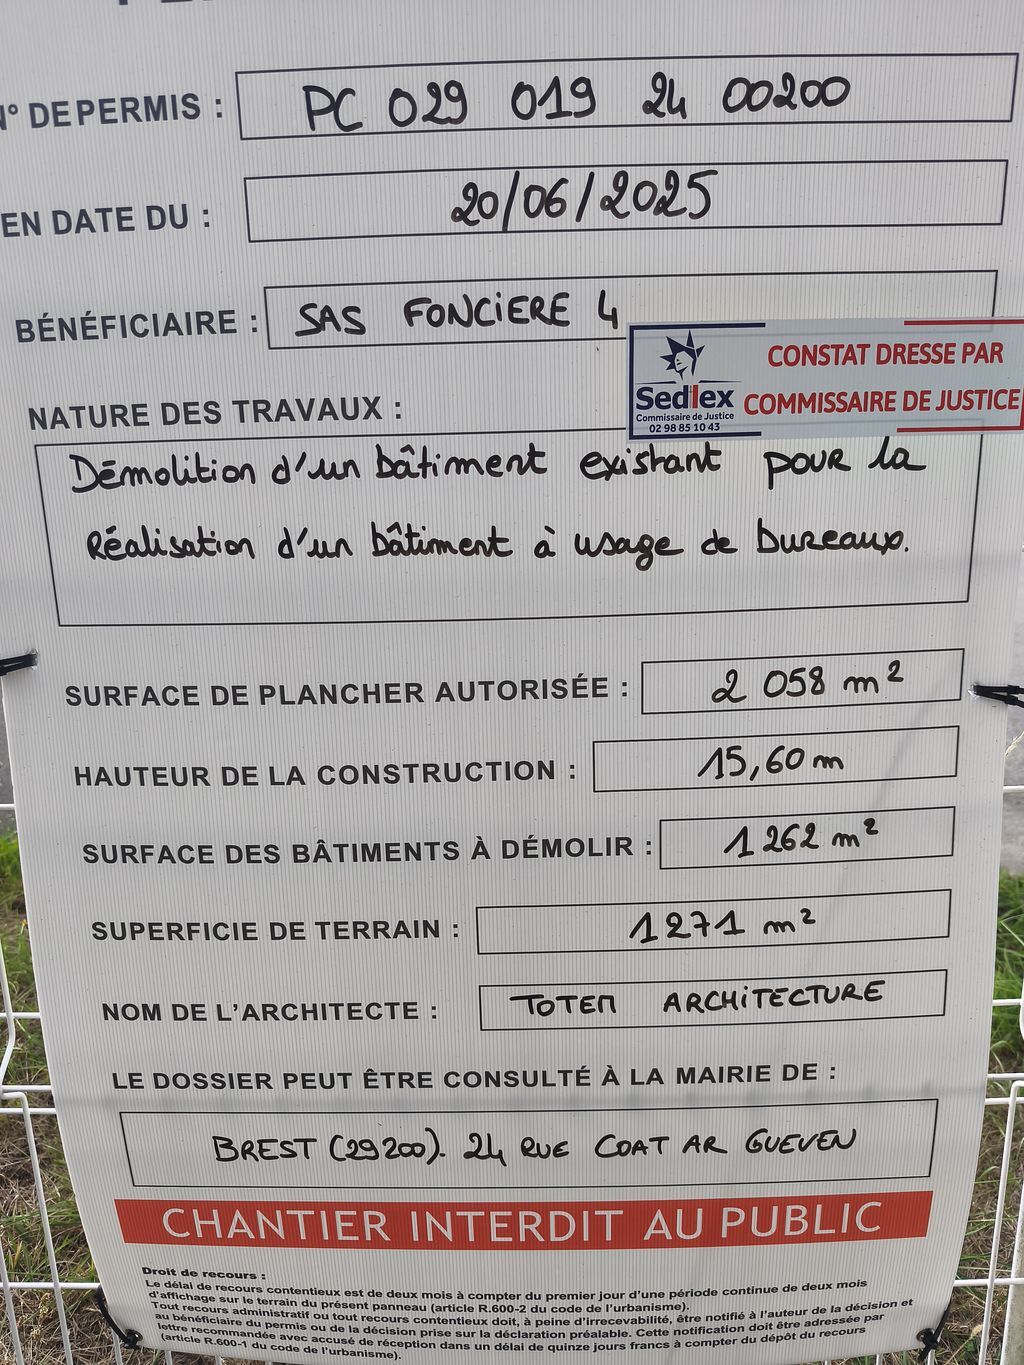 N° DE PERMIS : PC 029 019 24 00200
EN DATE DU : 20/06/2025
BÉNÉFICIAIRE : SAS FONCIERE 4
Sedlex
Commissaire de Justice
02 98 85 10 43
CONSTAT DRESSE PAR
COMMISSAIRE DE JUSTICE
NATURE DES TRAVAUX :
Démolition d'un bâtiment existant pour la
Réalisation d'un bâtiment à usage de bureaux.
SURFACE DE PLANCHER AUTORISÉE : 2 058 m²
HAUTEUR DE LA CONSTRUCTION : 15,60 m
SURFACE DES BÂTIMENTS À DÉMOLIR : 1 262 m²
SUPERFICIE DE TERRAIN : 1 271 m²
NOM DE L'ARCHITECTE : TOTEM ARCHITECTURE
LE DOSSIER PEUT ÊTRE CONSULTÉ À LA MAIRIE DE :
BREST (29200). 24 RUE COAT AR GUEVEN
CHANTIER INTERDIT AU PUBLIC
Droit de recours :
Le délai de recours contentieux est de deux mois à compter du premier jour d'une période continue de deux mois
d'affichage sur le terrain du présent panneau (article R.600-2 du code de l'urbanisme).
Tout recours administratif ou tout recours contentieux doit, à peine d'irrecevabilité, être notifié à l'auteur de la décision et
au bénéficiaire du permis ou de la décision prise sur la déclaration préalable. Cette notification doit être adressée par
lettre recommandée avec accusé de réception dans un délai de quinze jours francs à compter du dépôt du recours
(article R.600-1 du code de l'urbanisme).